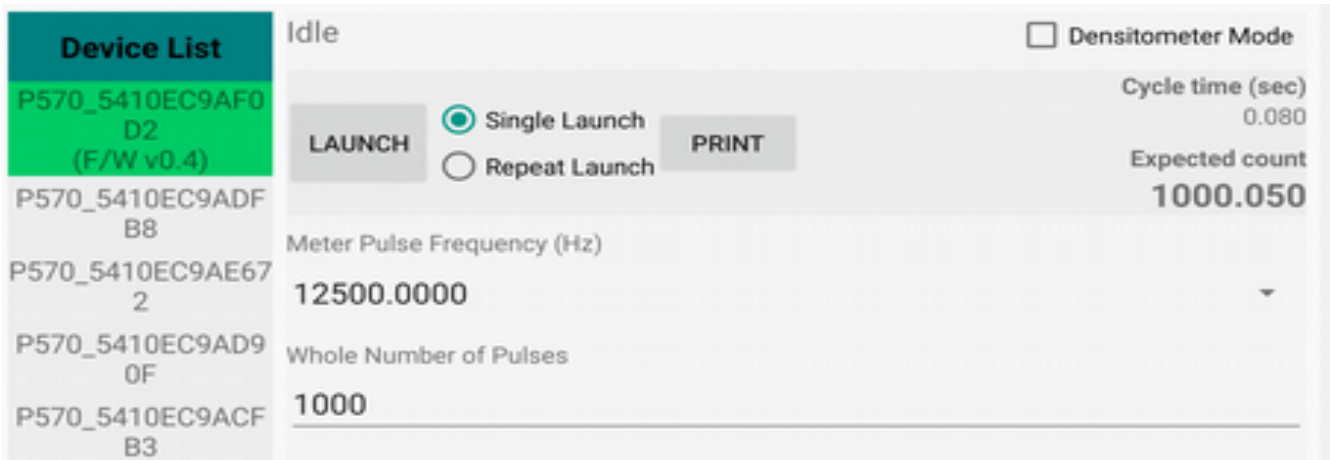 Device List
P570_5410EC9AF0
D2
(F/W v0.4)
P570_5410EC9ADF
B8
P570_5410EC9AE67
2
P570_5410EC9AD9
0F
P570_5410EC9ACF
B3
Idle
Densitometer Mode
LAUNCH
Single Launch
Repeat Launch
PRINT
Cycle time (sec)
0.080
Expected count
1000.050
Meter Pulse Frequency (Hz)
12500.0000
Whole Number of Pulses
1000